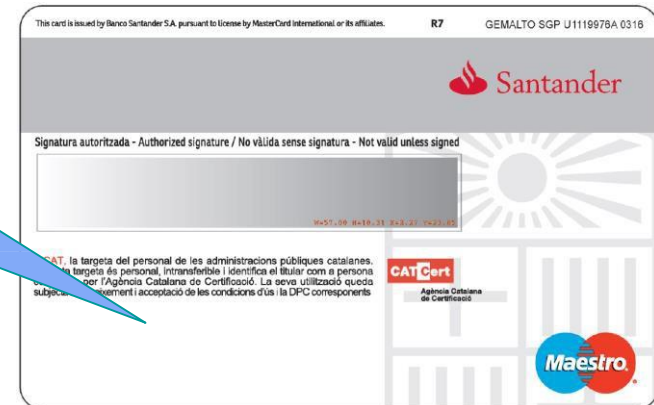 This card is issued by Banco Santander S.A. pursuant to license by MasterCard International or its affiliates. R7 GEMALTO SGP U1119976A 0316
Santander
Signatura autoritzada - Authorized signature / No vàlida sense signatura - Not valid unless signed
W=57.00 H=10.34 X=3.27 Y=23.85
CAT, la targeta del personal de les administracions públiques catalanes.
targeta és personal, intransferible i identifica el titular com a persona
per l'Agència Catalana de Certificació. La seva utilització queda
i acceptació de les condicions d'ús i la DPC corresponents
CATCert
Agència Catalana
de Certificació
Maestro